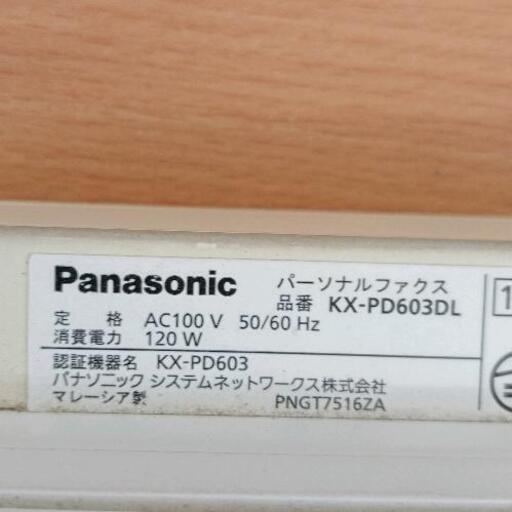 Panasonic パーソナルファクス
品番 KX-PD603DL
定 格 AC100 V 50/60 Hz
消費電力 120 W
認証機器名 KX-PD603
パナソニック システムネットワークス株式会社
マレーシア製 PNGT7516ZA
1